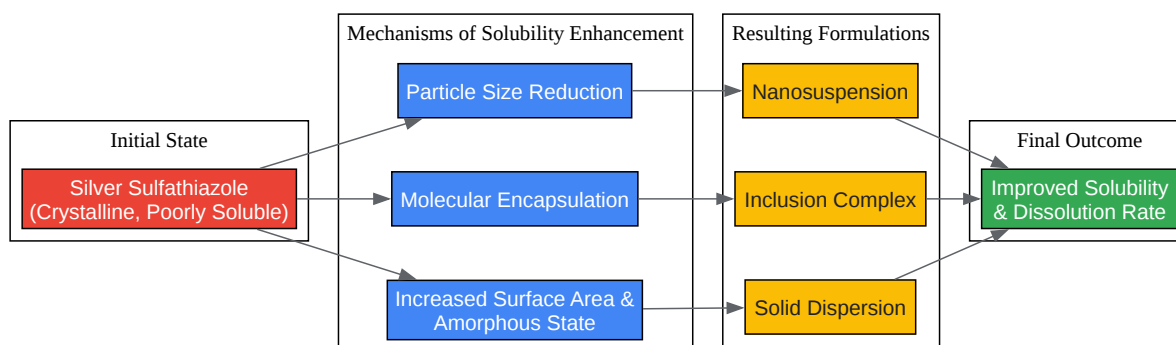 Initial State
Silver Sulfathiazole
(Crystalline, Poorly Soluble)
Mechanisms of Solubility Enhancement
Particle Size Reduction
Molecular Encapsulation
Increased Surface Area &
Amorphous State
Resulting Formulations
Nanosuspension
Inclusion Complex
Solid Dispersion
Final Outcome
Improved Solubility
& Dissolution Rate